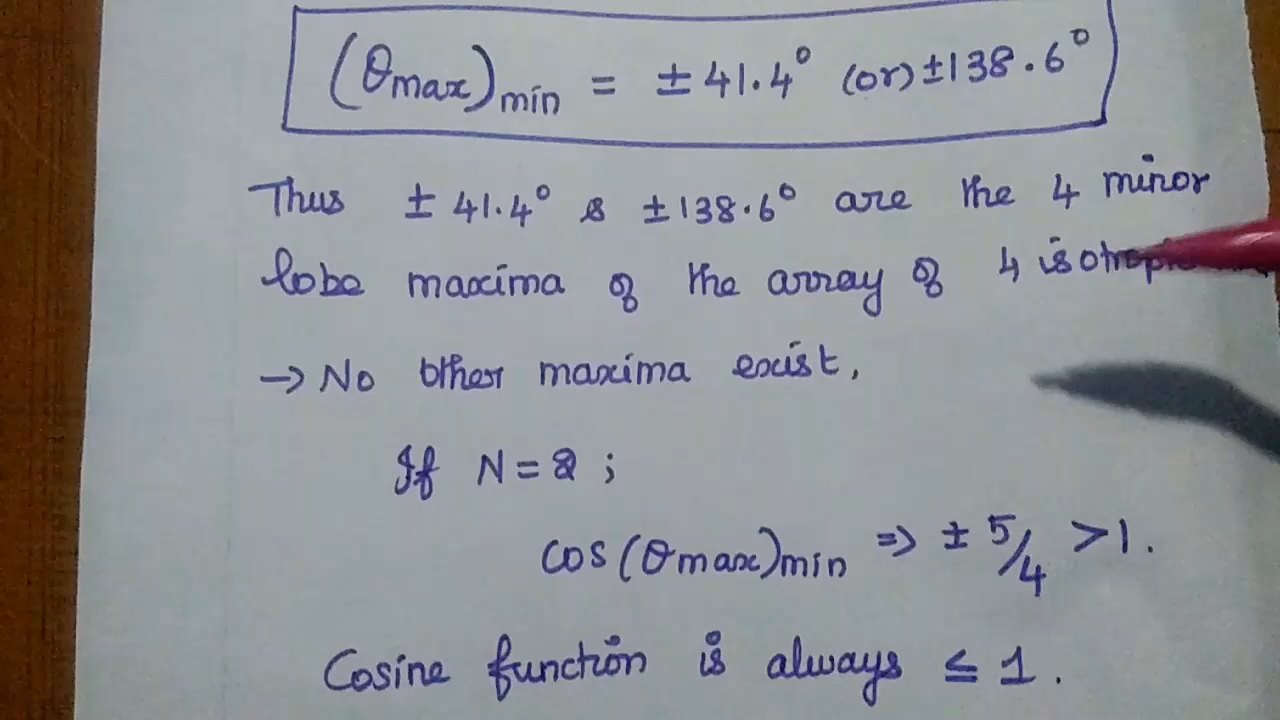 (θmax)min = ± 41.4° (or) ±138.6°
Thus ± 41.4° & ±138.6° are the 4 minor
lobe maxima of the array of 4 isotropic
→ No other maxima exist.
If N = 2 ;
cos(θmax)min ⇒ ± 5/4 > 1.
Cosine function is always ≤ 1.